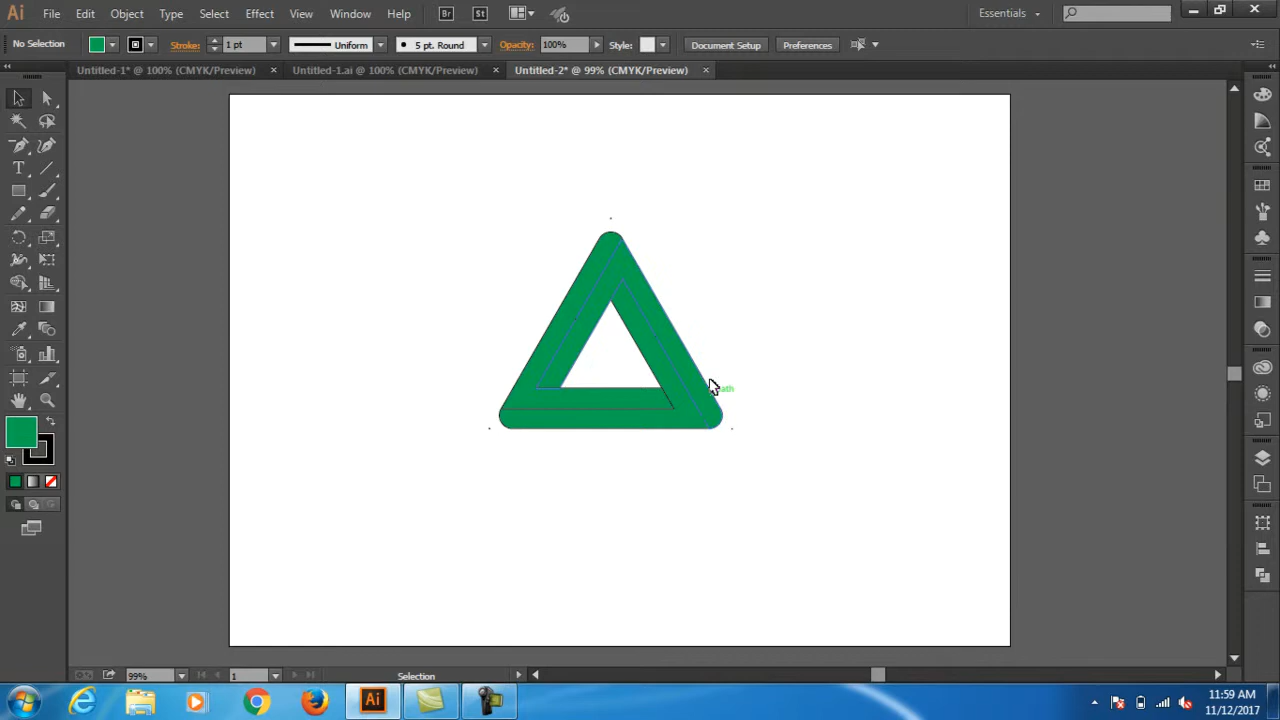 Ai File Edit Object Type Select Effect View Window Help Br St Essentials
No Selection Stroke: 1 pt Uniform 5 pt. Round Opacity: 100% Style: Document Setup Preferences
Untitled-1* @ 100% (CMYK/Preview) × Untitled-1.ai @ 100% (CMYK/Preview) × Untitled-2* @ 99% (CMYK/Preview) ×
T
99% 1 Selection
Ai 11:59 AM
11/12/2017